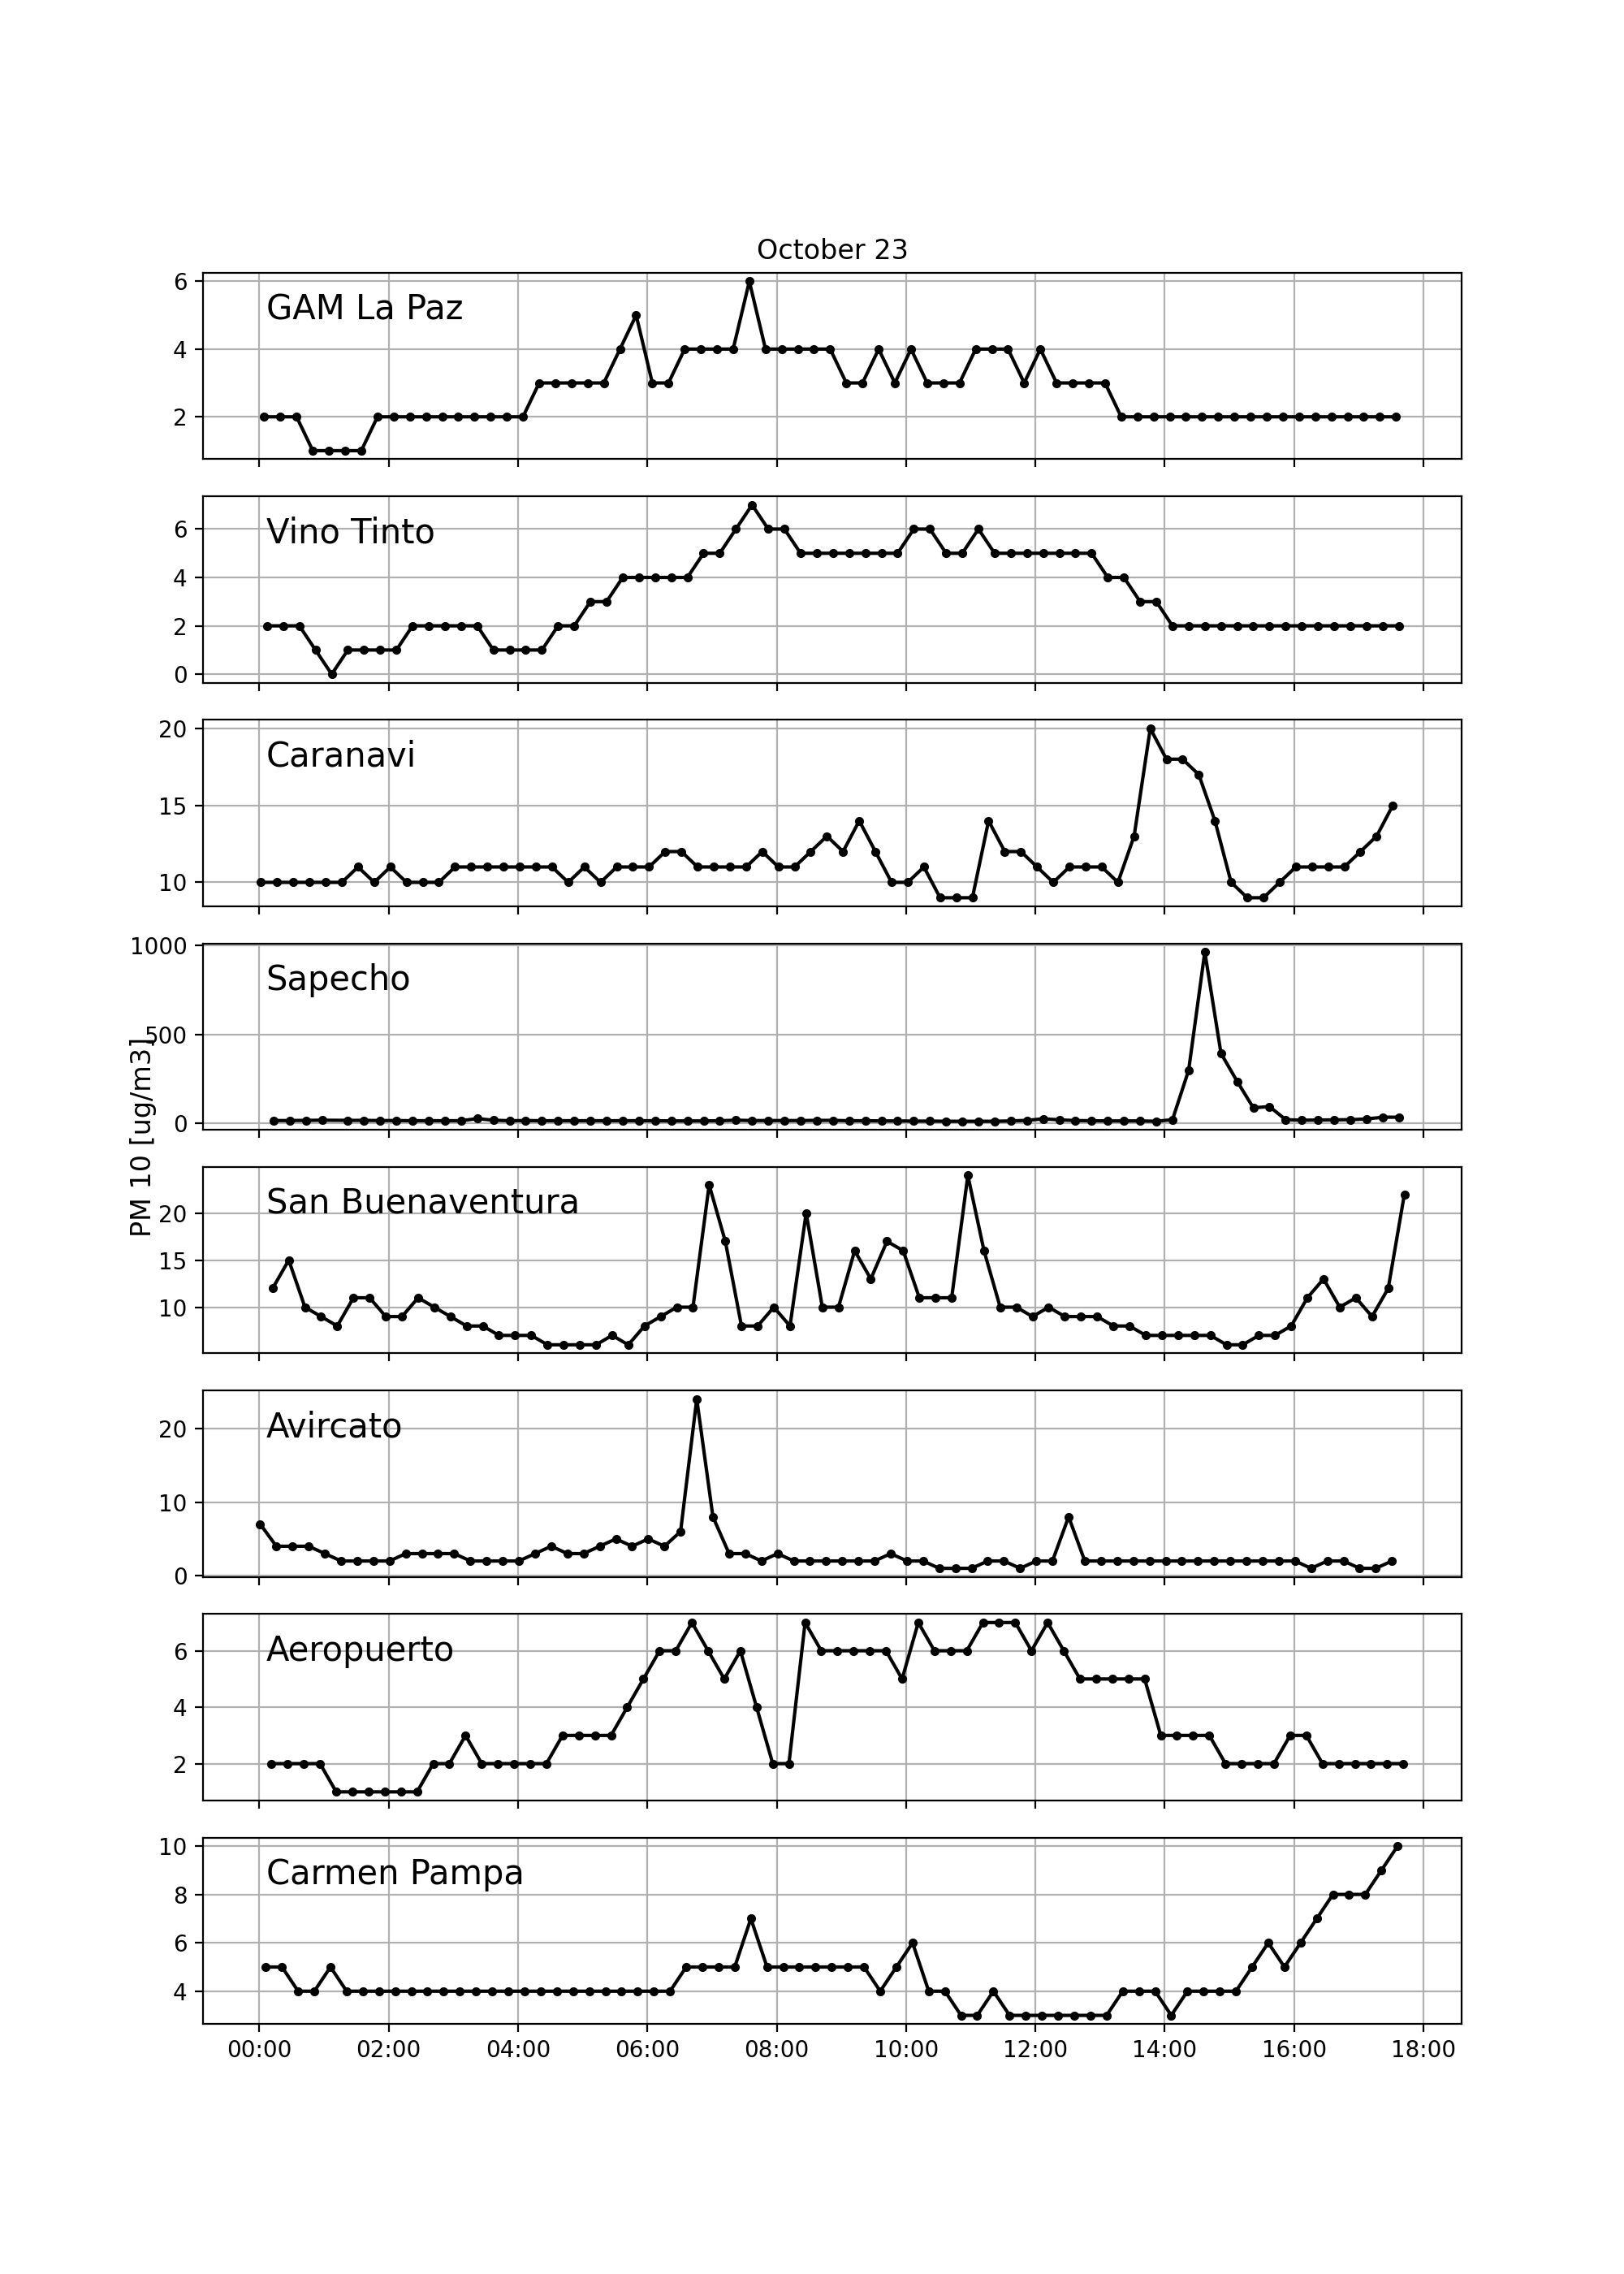 October 23
6
GAM La Paz
4
2
6
Vino Tinto
4
2
0
20
Caranavi
15
10
1000
Sapecho
500
0
PM 10 [ug/m3]
San Buenaventura
20
15
10
Avircato
20
10
0
Aeropuerto
6
4
2
10
Carmen Pampa
8
6
4
00:00 02:00 04:00 06:00 08:00 10:00 12:00 14:00 16:00 18:00